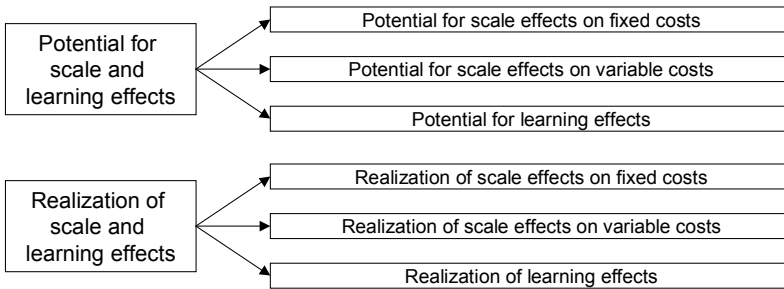 Potential for
scale and
learning effects
Potential for scale effects on fixed costs
Potential for scale effects on variable costs
Potential for learning effects
Realization of
scale and
learning effects
Realization of scale effects on fixed costs
Realization of scale effects on variable costs
Realization of learning effects